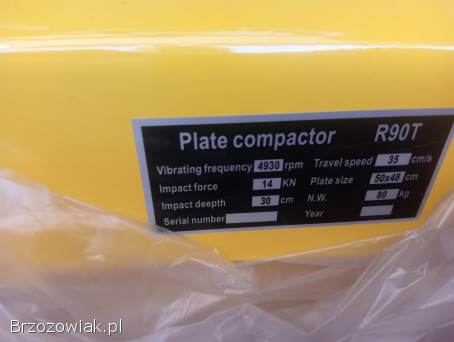 Plate compactor R90T
Vibrating frequency 4930 rpm Travel speed 35 cm/s
Impact force 14 KN Plate size 50x48 cm
Impact deepth 30 cm N.W. 80 kg
Serial number Year
Brzozowiak.pl